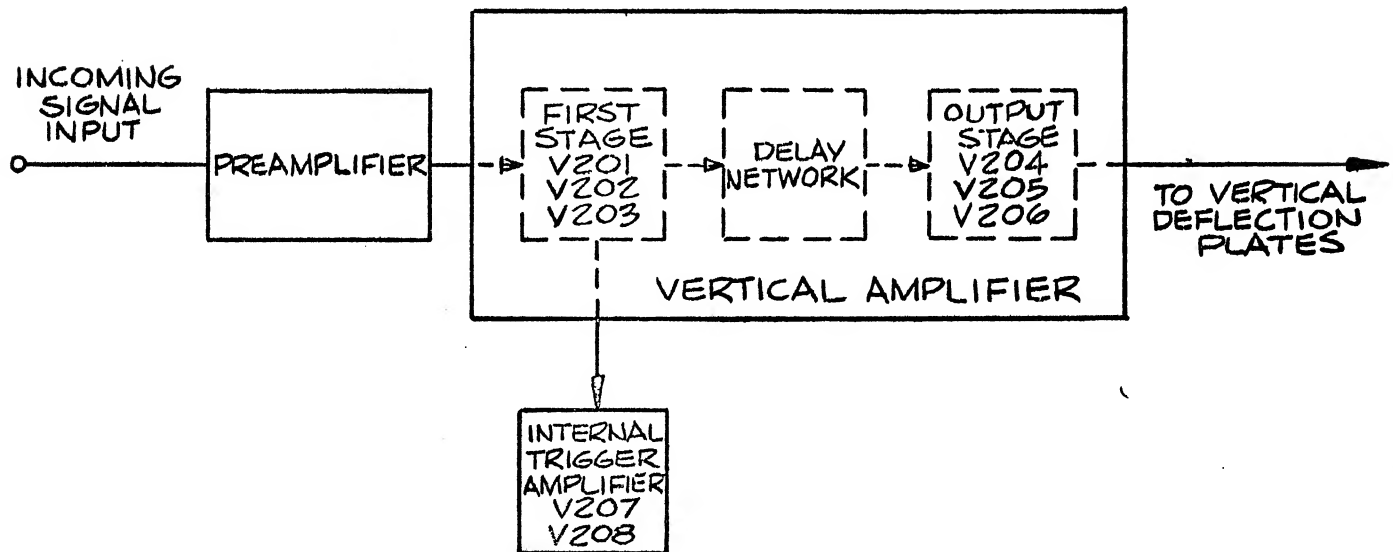 INCOMING
SIGNAL
INPUT
PREAMPLIFIER
FIRST
STAGE
V201
V202
V203
DELAY
NETWORK
OUTPUT
STAGE
V204
V205
V206
TO VERTICAL
DEFLECTION
PLATES
VERTICAL AMPLIFIER
INTERNAL
TRIGGER
AMPLIFIER
V207
V208